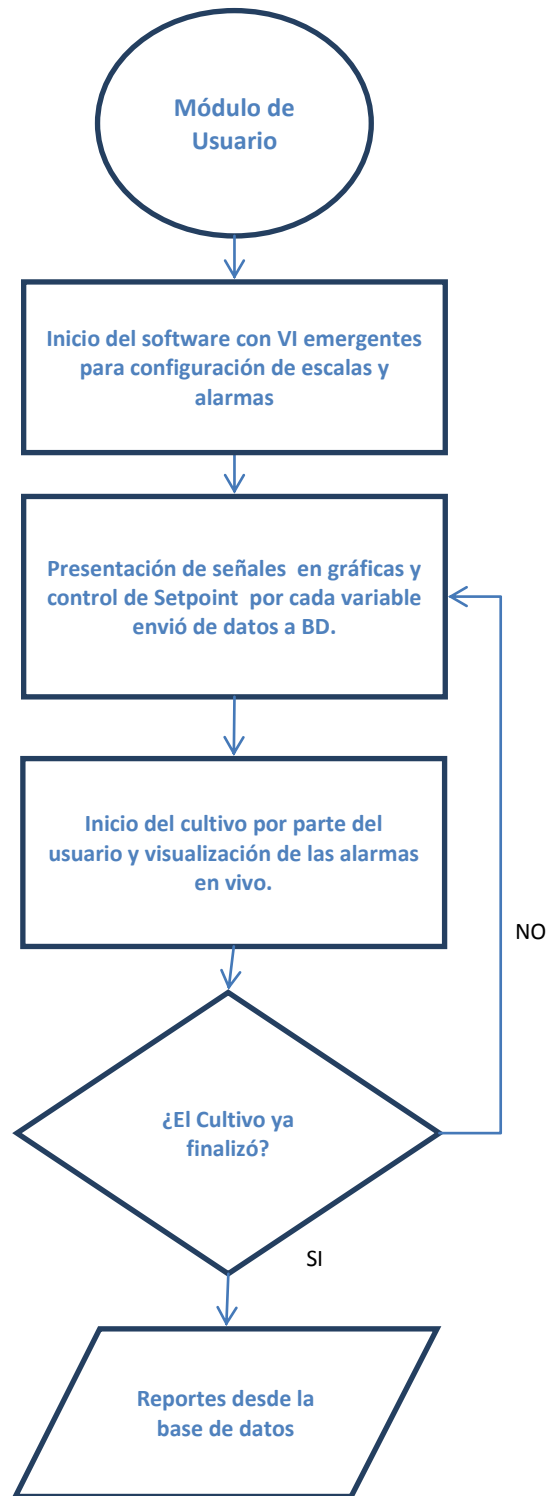 Módulo de
Usuario
Inicio del software con VI emergentes
para configuración de escalas y
alarmas
Presentación de señales en gráficas y
control de Setpoint por cada variable
envió de datos a BD.
Inicio del cultivo por parte del
usuario y visualización de las alarmas
en vivo.
NO
¿El Cultivo ya
finalizó?
SI
Reportes desde la
base de datos